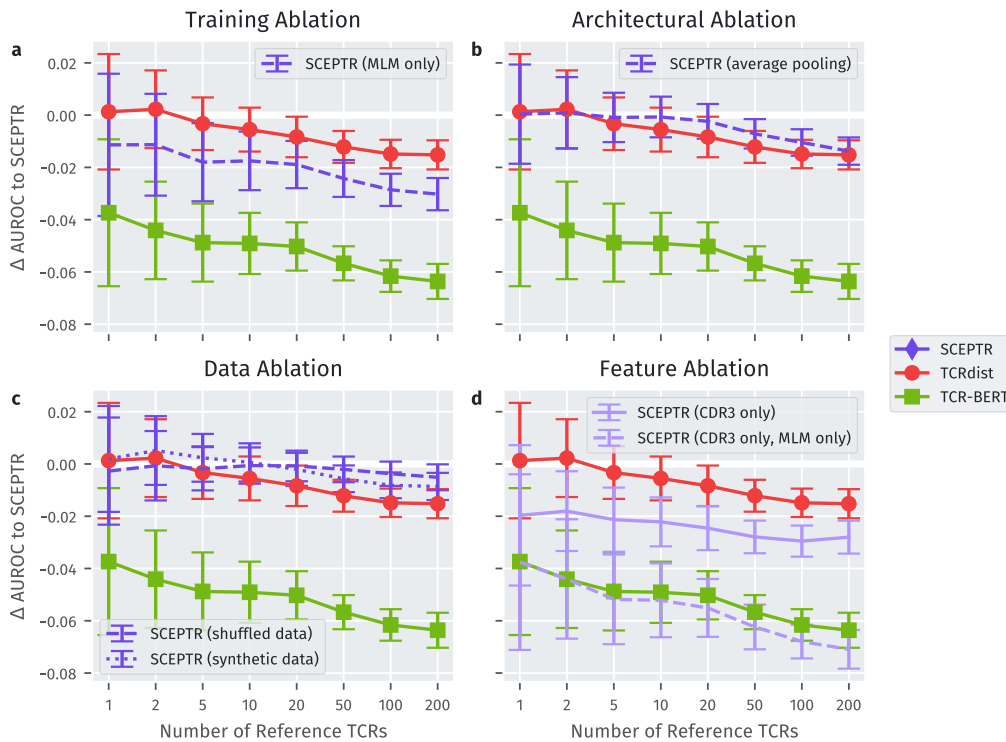 Training Ablation
Architectural Ablation
a
b
SCEPTR (MLM only)
SCEPTR (average pooling)
0.02
0.00
−0.02
−0.04
−0.06
−0.08
Δ AUROC to SCEPTR
SCEPTR
TCRdist
TCR-BERT
Data Ablation
Feature Ablation
c
d
SCEPTR (CDR3 only)
SCEPTR (CDR3 only, MLM only)
0.02
0.00
−0.02
−0.04
−0.06
−0.08
Δ AUROC to SCEPTR
SCEPTR (shuffled data)
SCEPTR (synthetic data)
1 2 5 10 20 50 100 200
1 2 5 10 20 50 100 200
Number of Reference TCRs
Number of Reference TCRs